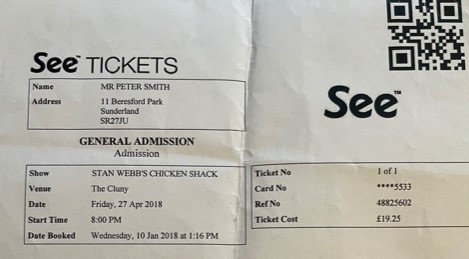 See™ TICKETS
Name MR PETER SMITH
Address 11 Beresford Park
Sunderland
SR27JU
GENERAL ADMISSION
Admission
Show STAN WEBB'S CHICKEN SHACK
Venue The Cluny
Date Friday, 27 Apr 2018
Start Time 8:00 PM
Date Booked Wednesday, 10 Jan 2018 at 1:16 PM
See™
Ticket No 1 of 1
Card No ****5533
Ref No 48825602
Ticket Cost £19.25